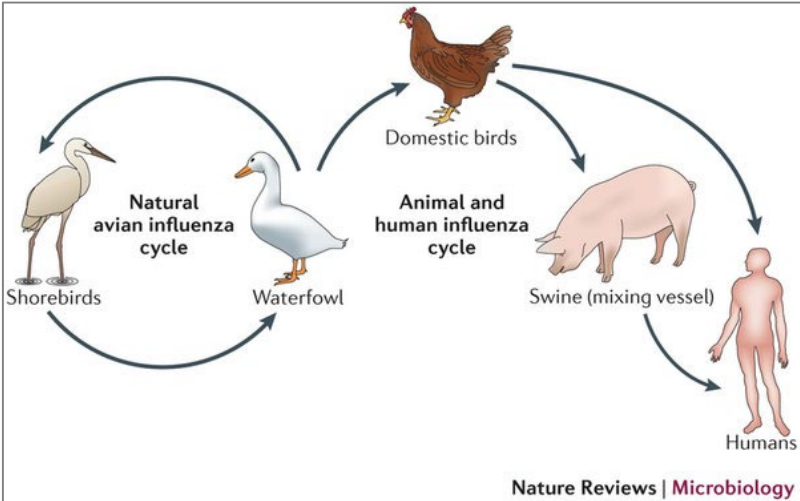 Domestic birds
Natural
avian influenza
cycle
Animal and
human influenza
cycle
Shorebirds
Waterfowl
Swine (mixing vessel)
Humans
Nature Reviews | Microbiology